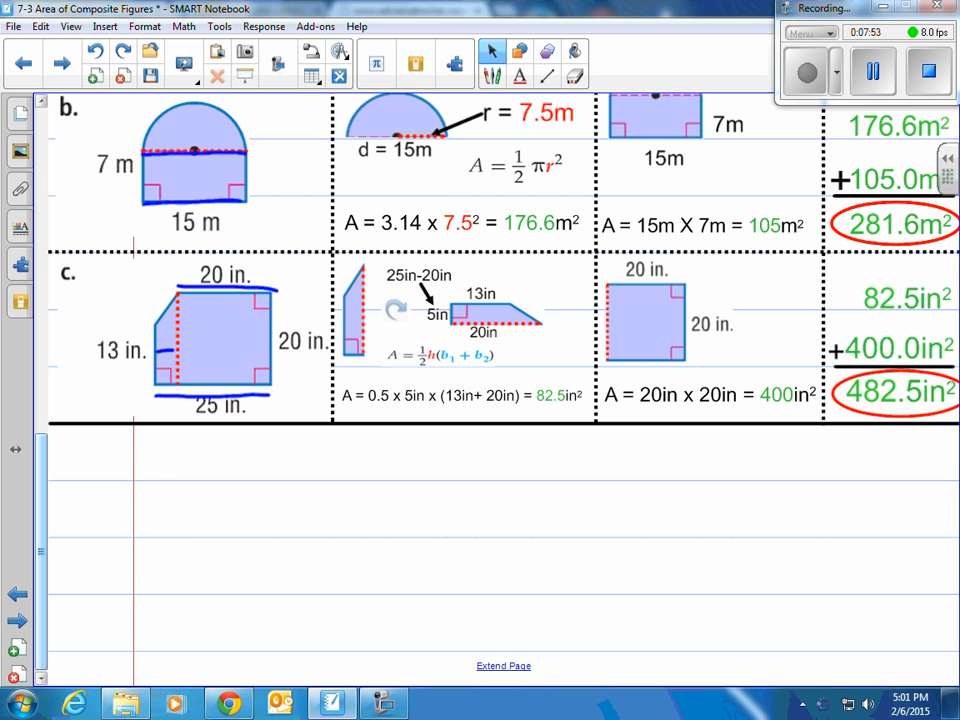 7-3 Area of Composite Figures * - SMART Notebook
Recording...
File Edit View Insert Format Math Tools Response Add-ons Help
Menu
0:07:53
8.0 fps
b.
7 m
15 m
r = 7.5m
d = 15m
A = 1/2 πr²
A = 3.14 x 7.5² = 176.6m²
7m
15m
A = 15m X 7m = 105m²
176.6m²
+105.0m
281.6m²
c.
20 in.
13 in.
20 in.
25 in.
25in-20in
13in
5in
20in
A = 1/2h(b₁ + b₂)
A = 0.5 x 5in x (13in+ 20in) = 82.5in²
20 in.
20 in.
A = 20in x 20in = 400in²
82.5in²
+400.0in²
482.5in²
Extend Page
5:01 PM
2/6/2015